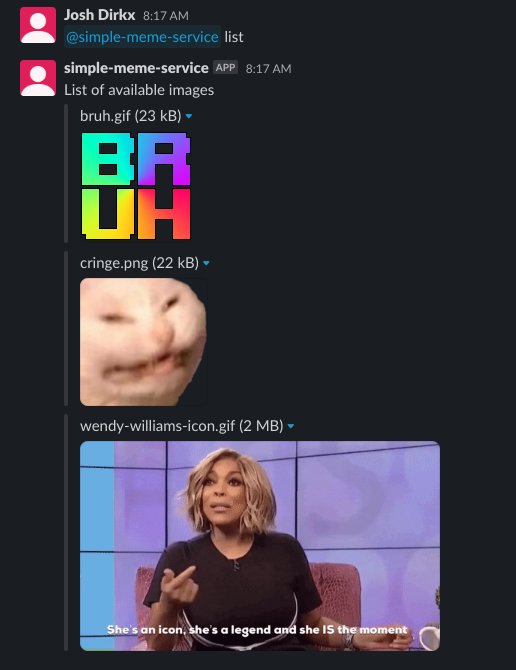 Josh Dirkx 8:17 AM
@simple-meme-service list
simple-meme-service APP 8:17 AM
List of available images
bruh.gif (23 kB)
BR
UH
cringe.png (22 kB)
wendy-williams-icon.gif (2 MB)
She's an icon, she's a legend and she IS the moment